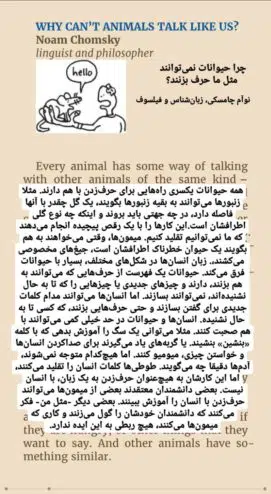 WHY CAN'T ANIMALS TALK LIKE US?
Noam Chomsky
linguist and philosopher
hello
چرا حیوانات نمی‌توانند
مثل ما حرف بزنند؟
نوآم چامسکی، زبان‌شناس و فیلسوف
Every animal has some way of talking
with other animals of the same kind –
همه حیوانات یکسری راه‌هایی برای حرف‌زدن با هم دارند. مثلا
زنبورها می‌توانند به بقیه زنبورها بگویند، یک گل چقدر با آنها
فاصله دارد، در چه جهتی باید بروند و اینکه چه نوع گلی
اطرافشان است.این کارها را با یک رقص پیچیده انجام می‌دهند
که ما نمی‌توانیم تقلید کنیم. میمون‌ها، وقتی می‌خواهند به هم
بگویند یک حیوان خطرناک اطرافشان است، جیغ‌های مخصوصی
می‌کشند. زبان انسان‌ها در شکل‌های مختلف، بسیار با حیوانات
فرق می‌کند. حیوانات یک فهرست از حرف‌هایی که می‌توانند به
هم بزنند، دارند و چیزهای جدیدی یا چیزهایی را که تا به حال
نشنیده‌اند، نمی‌توانند بسازند. اما انسان‌ها می‌توانند مدام کلمات
جدیدی برای گفتن بسازند و حتی حرف‌هایی بزنند، که کسی تا به
حال نشنیده. انسان‌ها و حیوانات در حد خیلی کمی می‌توانند با
هم صحبت کنند. مثلا می‌توانی یک سگ را آموزش بدهی که با کلمه
«بنشین» بنشیند. یا گربه‌های یاد می‌گیرند برای صداکردن انسان‌ها
و خواستن چیزی، میومیو کنند. اما هیچ‌کدام متوجه نمی‌شوند،
آدم‌ها دقیقا چه می‌گویند. طوطی‌ها کلمات انسان را تقلید می‌کنند،
اما این کارشان به هیچ‌عنوان حرف‌زدن به یک زبان، با انسان
نیست. بعضی دانشمندان معتقدند بعضی از میمون‌ها می‌توانند
حرف‌زدن با انسان را آموزش ببینند. بعضی دیگر -مثل من- فکر
می‌کنند که دانشمندان خودشان را گول می‌زنند و کاری که
میمون‌ها می‌کنند، هیچ ربطی به این ایده ندارد.
if
they
want to say. And other animals have so-
mething similar.